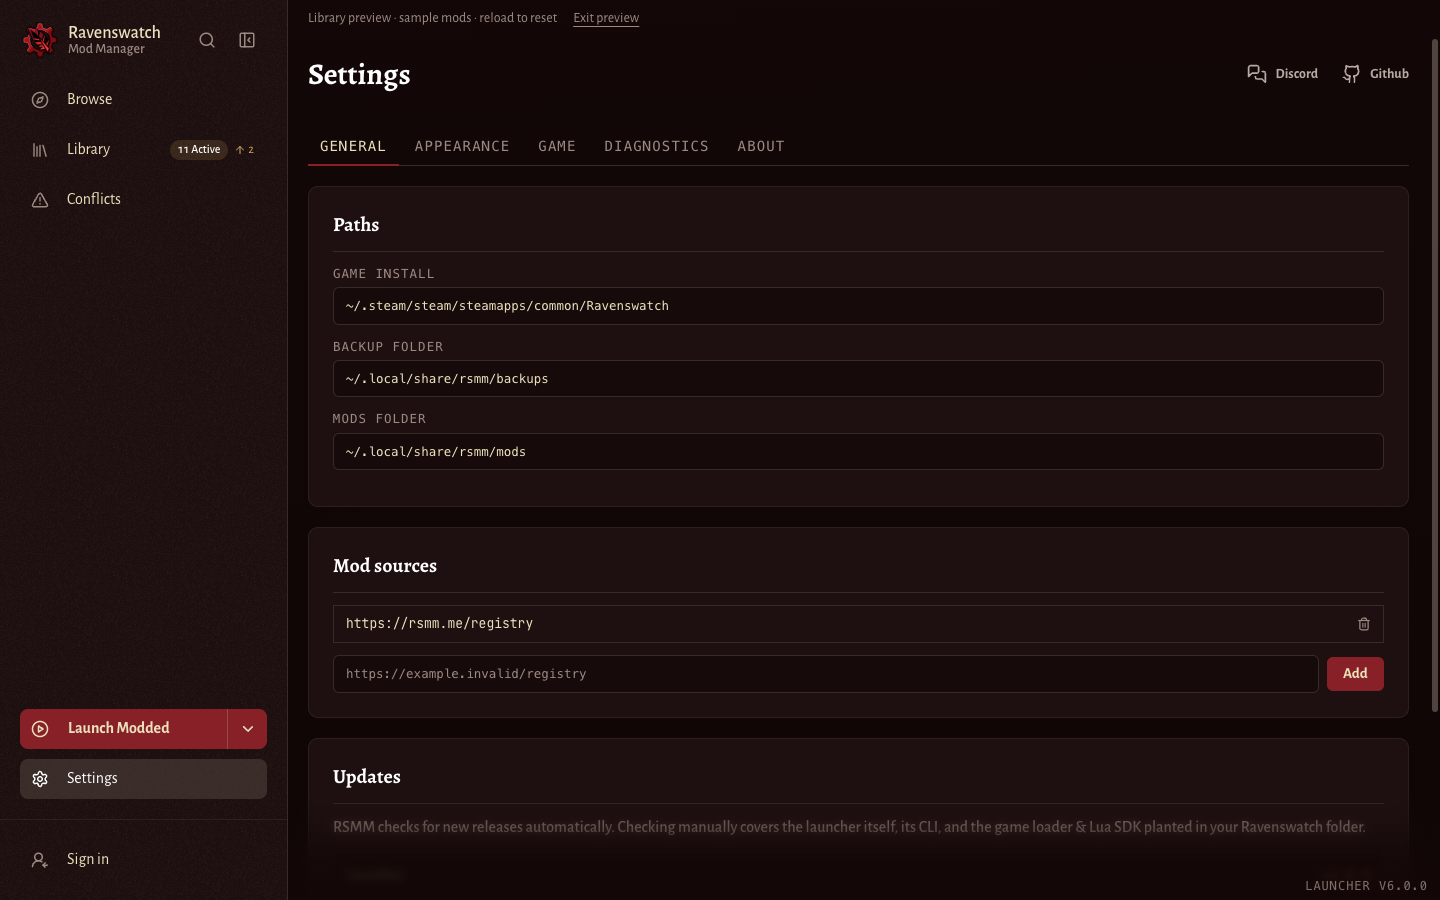 Ravenswatch
Mod Manager
Browse
Library
11 Active
2
Conflicts
Launch Modded
Settings
Sign in
Library preview · sample mods · reload to reset
Exit preview
Settings
Discord
Github
GENERAL
APPEARANCE
GAME
DIAGNOSTICS
ABOUT
Paths
GAME INSTALL
~/.steam/steam/steamapps/common/Ravenswatch
BACKUP FOLDER
~/.local/share/rsmm/backups
MODS FOLDER
~/.local/share/rsmm/mods
Mod sources
https://rsmm.me/registry
https://example.invalid/registry
Add
Updates
RSMM checks for new releases automatically. Checking manually covers the launcher itself, its CLI, and the game loader & Lua SDK planted in your Ravenswatch folder.
LAUNCHER V6.0.0